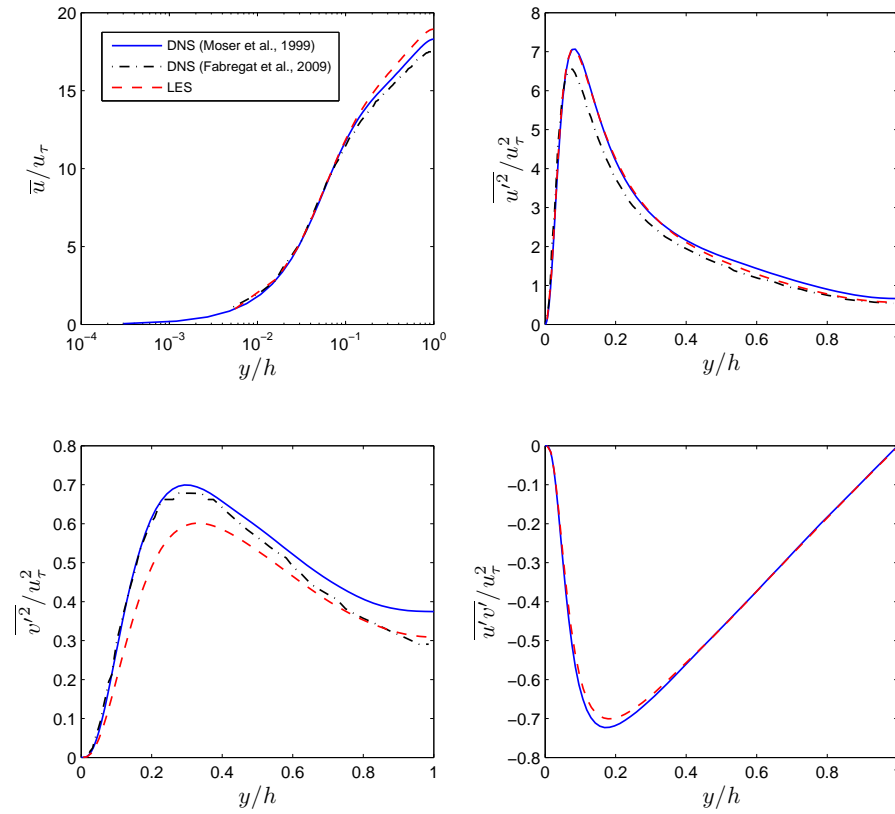 20
15
10
5
0
10⁻⁴ 10⁻³ 10⁻² 10⁻¹ 10⁰
y/h
u̅/u_τ
DNS (Moser et al., 1999)
DNS (Fabregat et al., 2009)
LES
8
7
6
5
4
3
2
1
0
0 0.2 0.4 0.6 0.8 1
y/h
u′²/u_τ²
0.8
0.7
0.6
0.5
0.4
0.3
0.2
0.1
0
0 0.2 0.4 0.6 0.8 1
y/h
v′²/u_τ²
0
−0.1
−0.2
−0.3
−0.4
−0.5
−0.6
−0.7
−0.8
0 0.2 0.4 0.6 0.8 1
y/h
u′v′/u_τ²